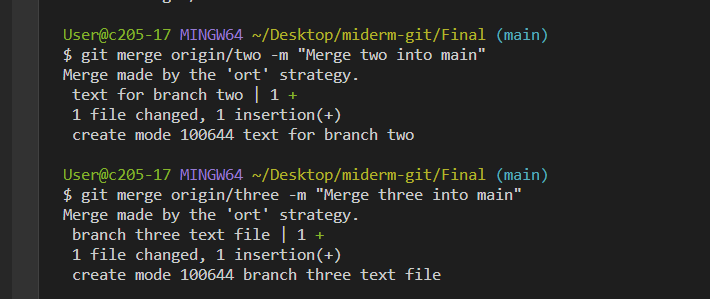 User@c205-17 MINGW64 ~/Desktop/miderm-git/Final (main)
$ git merge origin/two -m "Merge two into main"
Merge made by the 'ort' strategy.
 text for branch two | 1 +
 1 file changed, 1 insertion(+)
 create mode 100644 text for branch two

User@c205-17 MINGW64 ~/Desktop/miderm-git/Final (main)
$ git merge origin/three -m "Merge three into main"
Merge made by the 'ort' strategy.
 branch three text file | 1 +
 1 file changed, 1 insertion(+)
 create mode 100644 branch three text file